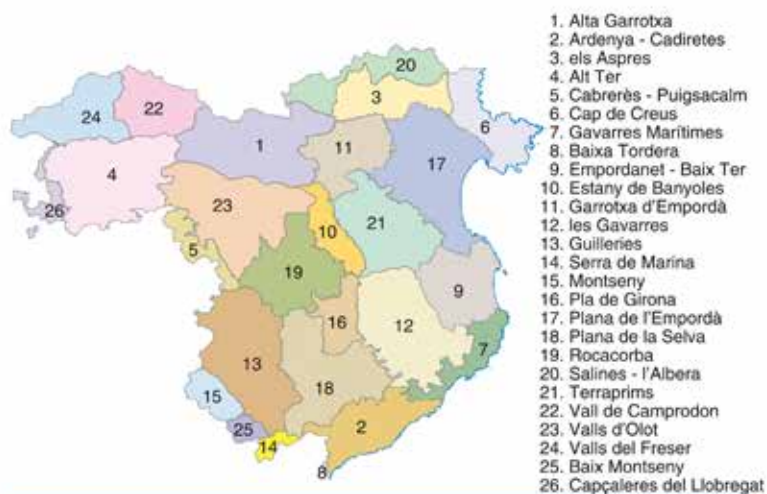 1. Alta Garrotxa
2. Ardenya - Cadiretes
3. els Aspres
4. Alt Ter
5. Cabrerès - Puigsacalm
6. Cap de Creus
7. Gavarres Marítimes
8. Baixa Tordera
9. Empordanet - Baix Ter
10. Estany de Banyoles
11. Garrotxa d'Empordà
12. les Gavarres
13. Guilleries
14. Serra de Marina
15. Montseny
16. Pla de Girona
17. Plana de l'Empordà
18. Plana de la Selva
19. Rocacorba
20. Salines - l'Albera
21. Terraprims
22. Vall de Camprodon
23. Valls d'Olot
24. Valls del Freser
25. Baix Montseny
26. Capçaleres del Llobregat
20
22
3
24
6
1
11
17
4
26
23
10
21
5
19
9
16
12
7
13
18
15
2
25
14
8